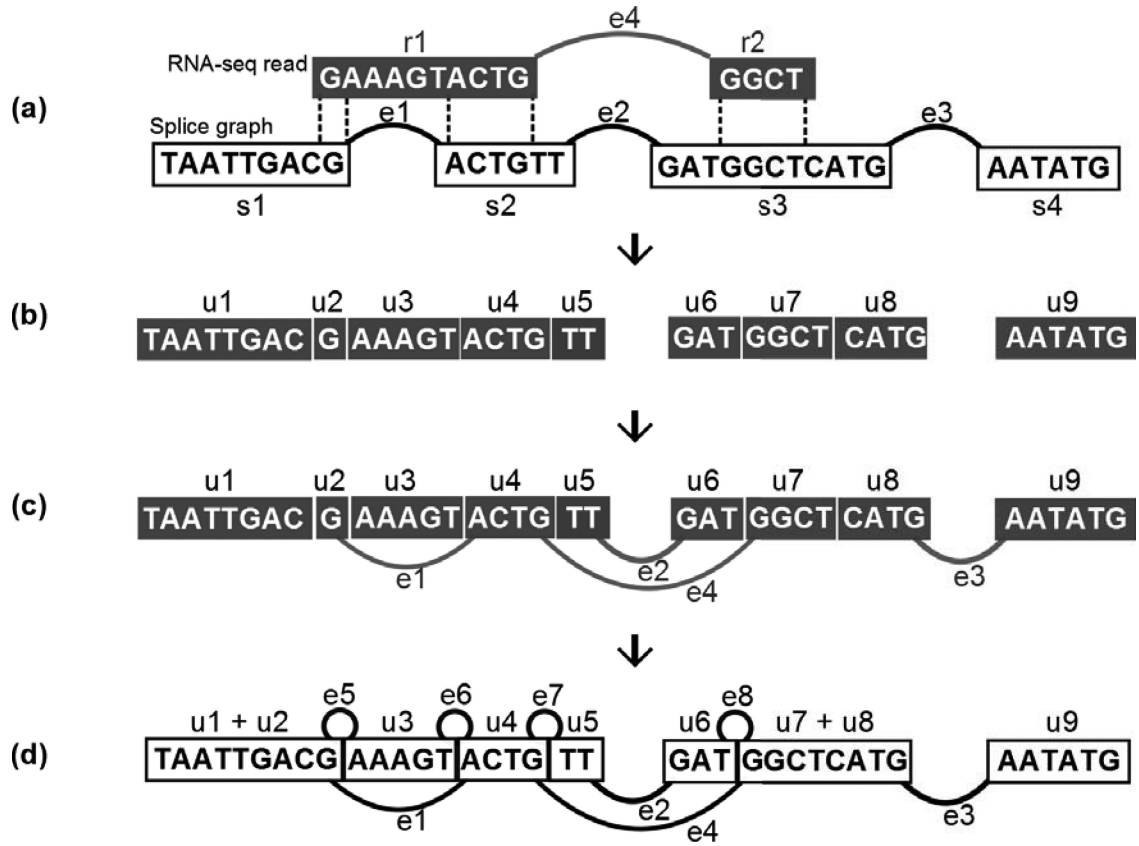 e4
r1 r2
RNA-seq read GAAAGTACTG GGCT
(a)
e1 e2 e3
Splice graph
TAATTGACG ACTGTT GATGGCTCATG AATATG
s1 s2 s3 s4
u1 u2 u3 u4 u5 u6 u7 u8 u9
(b) TAATTGAC G AAAGT ACTG TT GAT GGCT CATG AATATG
u1 u2 u3 u4 u5 u6 u7 u8 u9
(c) TAATTGAC G AAAGT ACTG TT GAT GGCT CATG AATATG
e1 e2 e4 e3
e5 e6 e7 e8
u1 + u2 u3 u4 u5 u6 u7 + u8 u9
(d) TAATTGACG AAAGT ACTG TT GAT GGCTCATG AATATG
e1 e2 e4 e3